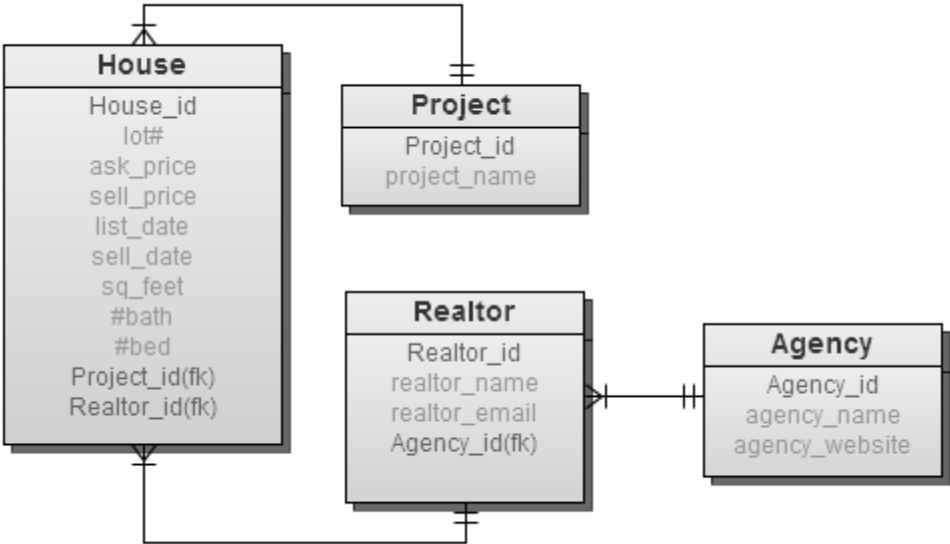 House
House_id
lot#
ask_price
sell_price
list_date
sell_date
sq_feet
#bath
#bed
Project_id(fk)
Realtor_id(fk)
Project
Project_id
project_name
Realtor
Realtor_id
realtor_name
realtor_email
Agency_id(fk)
Agency
Agency_id
agency_name
agency_website